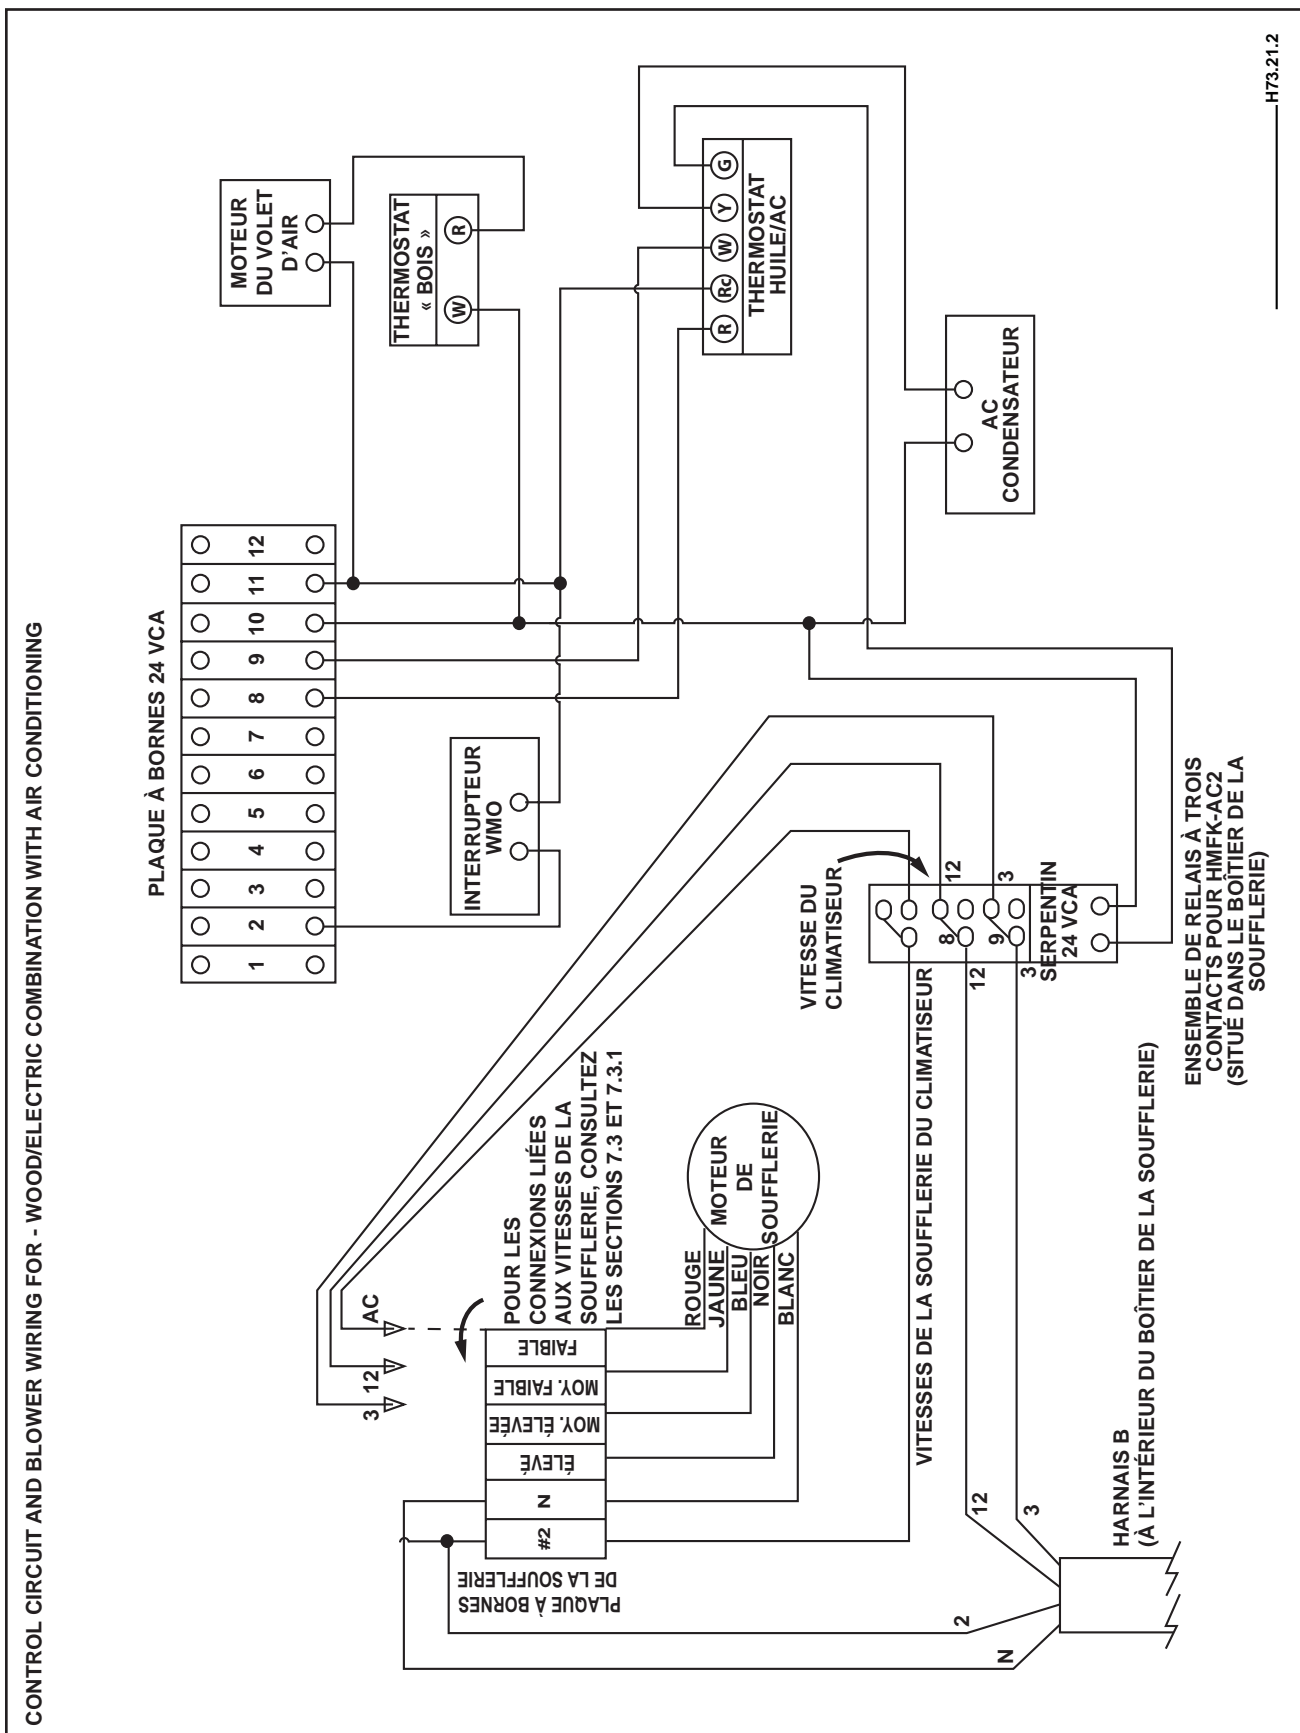 CONTROL CIRCUIT AND BLOWER WIRING FOR - WOOD/ELECTRIC COMBINATION WITH AIR CONDITIONING
PLAQUE À BORNES 24 VCA
1
2
3
4
5
6
7
8
9
10
11
12
MOTEUR
DU VOLET
D'AIR
THERMOSTAT
« BOIS »
W
R
INTERRUPTEUR
WMO
R
Rc
W
Y
G
THERMOSTAT
HUILE/AC
AC
CONDENSATEUR
3
12
AC
POUR LES
CONNEXIONS LIÉES
AUX VITESSES DE LA
SOUFFLERIE, CONSULTEZ
LES SECTIONS 7.3 ET 7.3.1
PLAQUE À BORNES
DE LA SOUFFLERIE
#2
N
ÉLEVÉ
MOY. ÉLEVÉE
MOY. FAIBLE
FAIBLE
ROUGE
JAUNE
BLEU
NOIR
BLANC
MOTEUR
DE
SOUFFLERIE
VITESSE DU
CLIMATISEUR
VITESSES DE LA SOUFFLERIE DU CLIMATISEUR
12
3
8
9
12
3
SERPENTIN
24 VCA
N
2
12
3
HARNAIS B
(À L'INTÉRIEUR DU BOÎTIER DE LA SOUFFLERIE)
ENSEMBLE DE RELAIS À TROIS
CONTACTS POUR HMFK-AC2
(SITUÉ DANS LE BOÎTIER DE LA
SOUFFLERIE)
H73.21.2